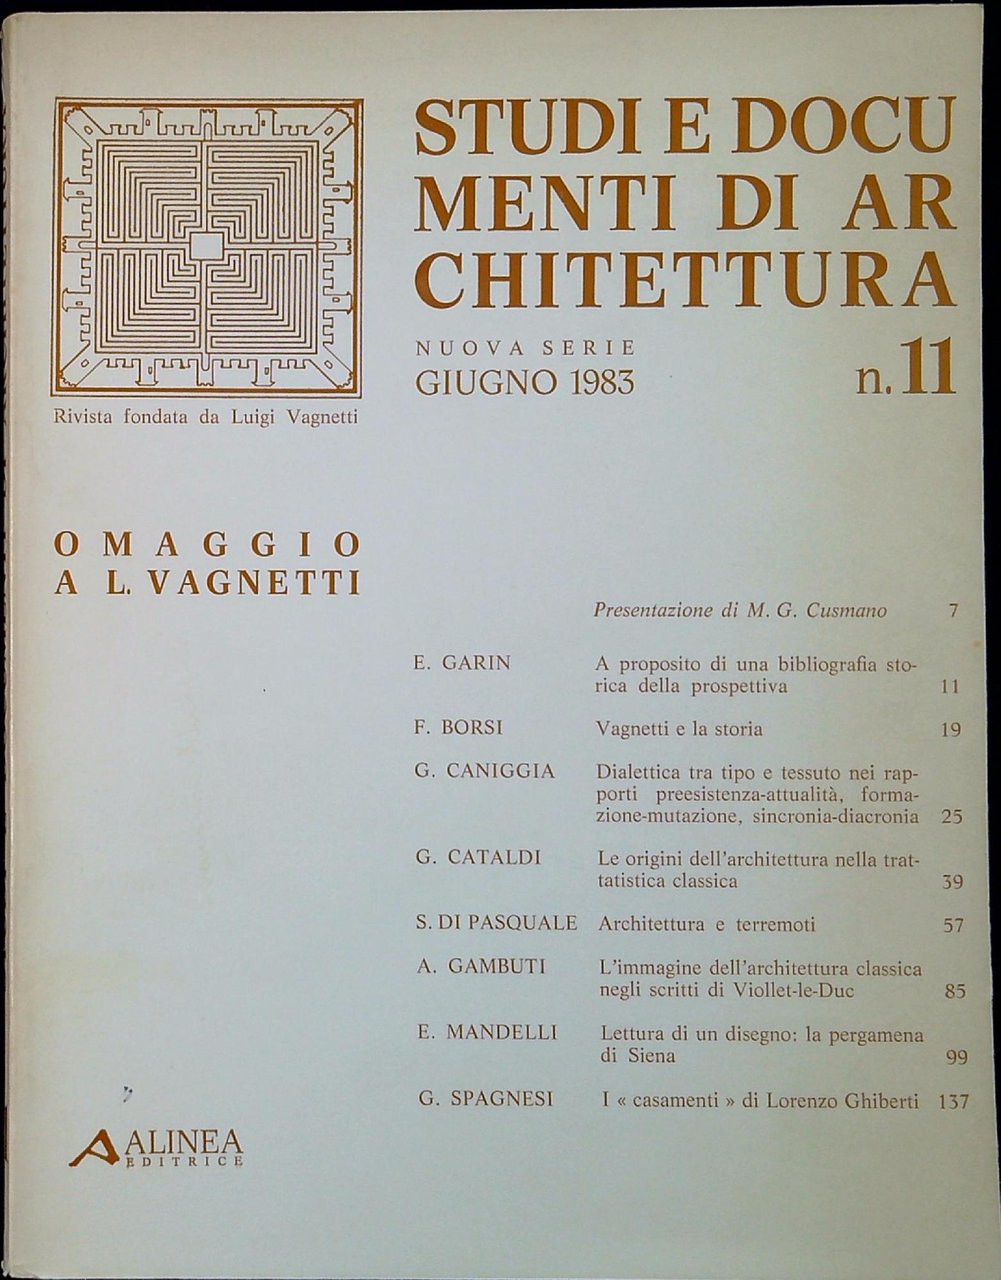 STUDI E DOCU
MENTI DI AR
CHITETTURA
NUOVA SERIE
GIUGNO 1983 n. 11
Rivista fondata da Luigi Vagnetti
OMAGGIO
A L. VAGNETTI
Presentazione di M. G. Cusmano 7
E. GARIN A proposito di una bibliografia sto-
rica della prospettiva 11
F. BORSI Vagnetti e la storia 19
G. CANIGGIA Dialettica tra tipo e tessuto nei rap-
porti preesistenza-attualità, forma-
zione-mutazione, sincronia-diacronia 25
G. CATALDI Le origini dell'architettura nella trat-
tatistica classica 39
S. DI PASQUALE Architettura e terremoti 57
A. GAMBUTI L'immagine dell'architettura classica
negli scritti di Viollet-le-Duc 85
E. MANDELLI Lettura di un disegno: la pergamena
di Siena 99
G. SPAGNESI I « casamenti » di Lorenzo Ghiberti 137
ALINEA
EDITRICE